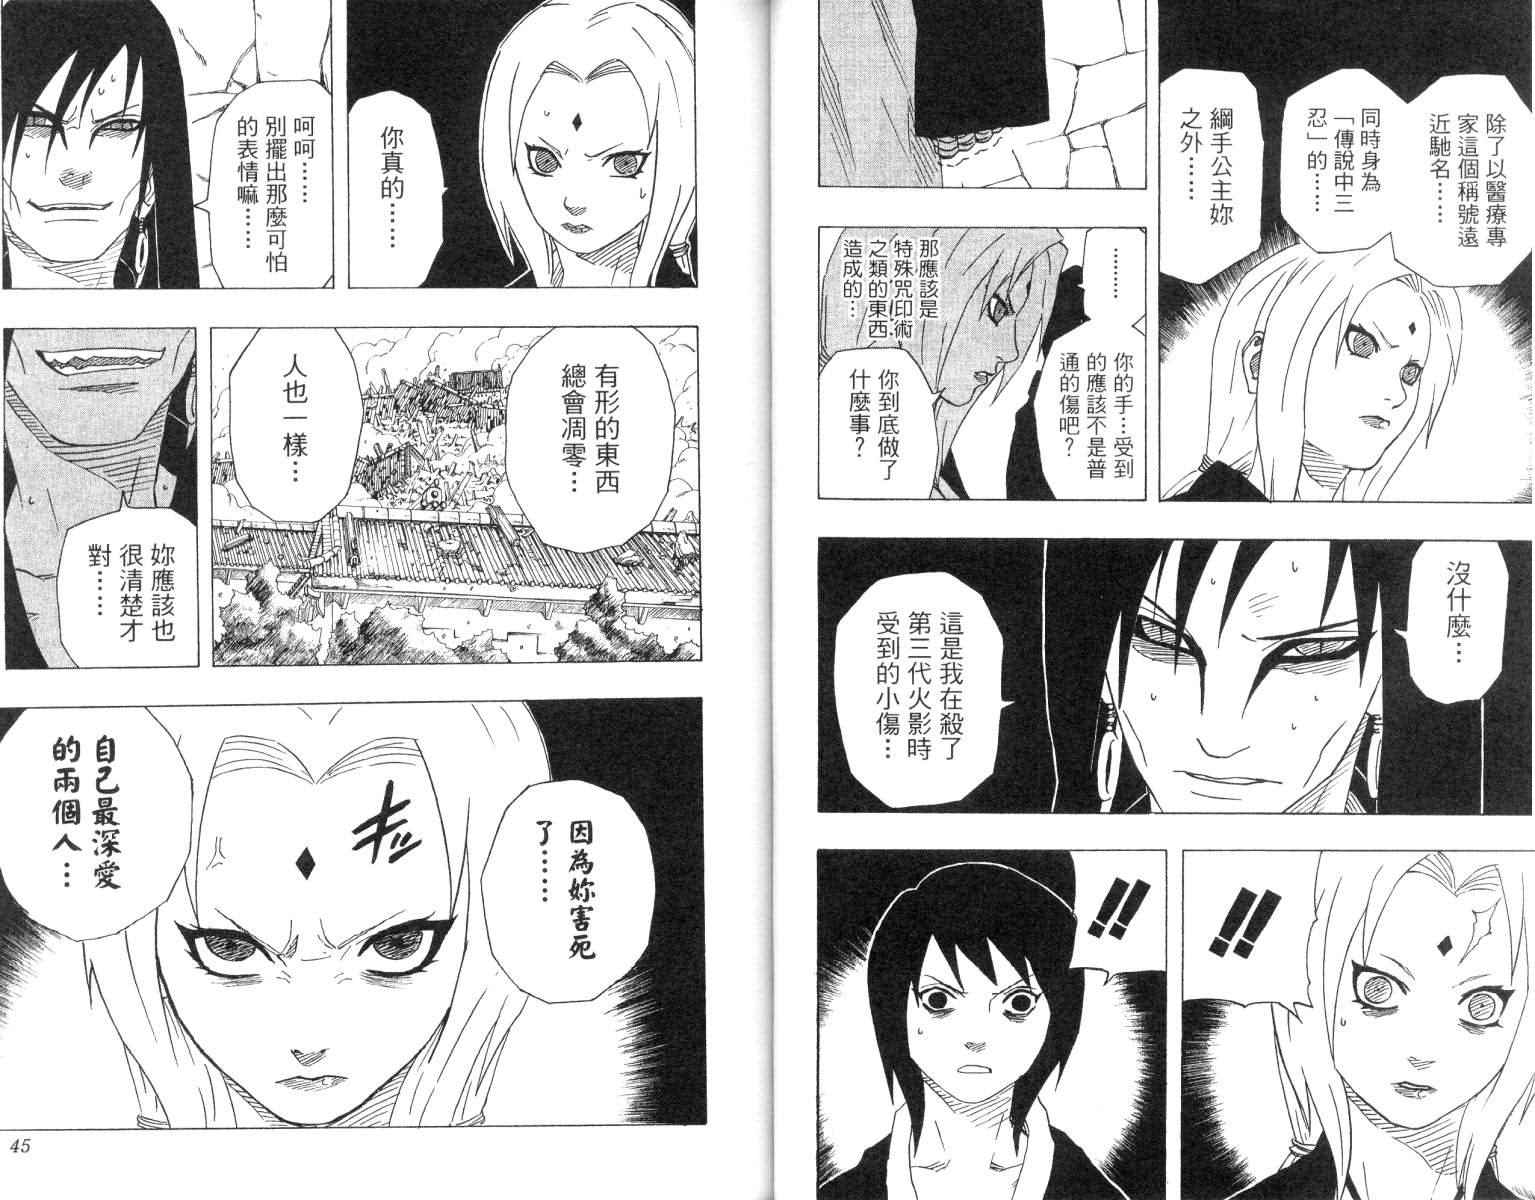 除了以醫療專
家這個稱號遠
近馳名……
同時身為
「傳說中三
忍」的……
綱手公主妳
之外……
………
你的手…受到
的應該不是普
通的傷吧？
那應該是
特殊咒印術
之類的東西
造成的…
你到底做了
什麼事？
沒什麼…
這是我在殺了
第三代火影時
受到的小傷…
!!
!!
你真的……
呵呵……
別擺出那麼可怕
的表情嘛……
有形的東西
總會凋零…
人也一樣…
妳應該也
很清楚才
對……
因為妳害死
了……
自己最深愛
的兩個人…
45